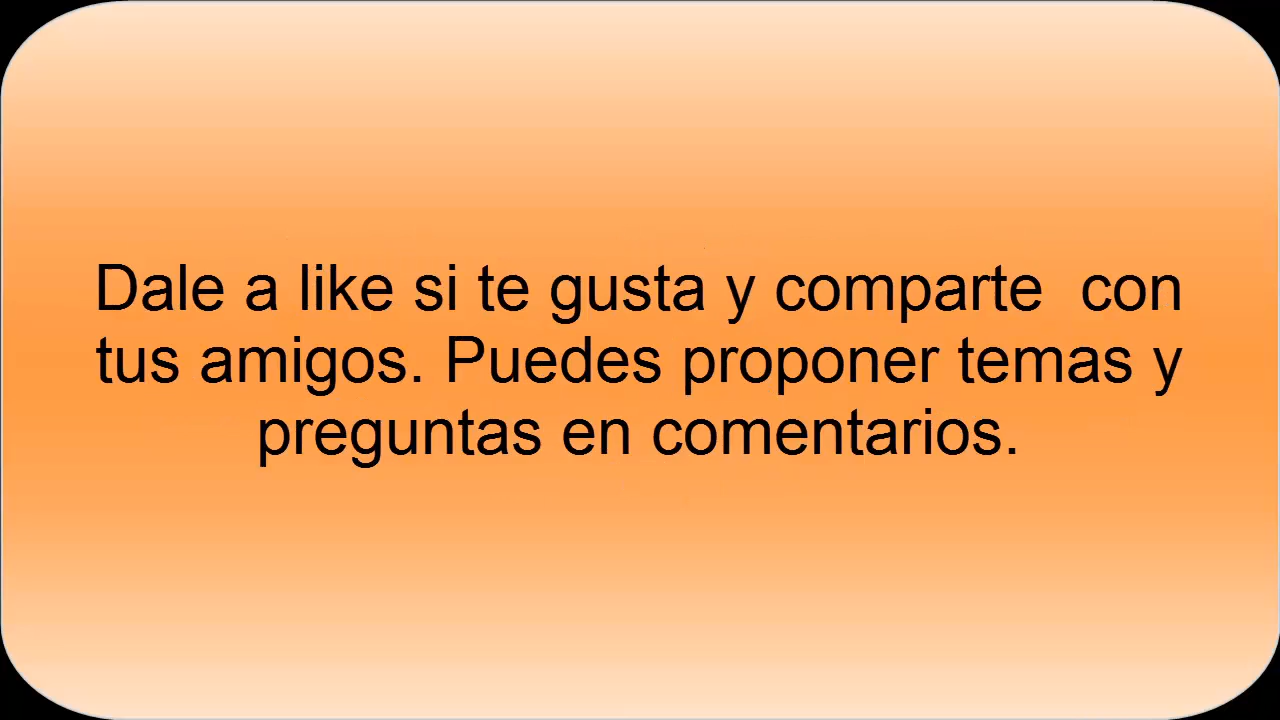 Dale a like si te gusta y comparte  con
tus amigos. Puedes proponer temas y
preguntas en comentarios.